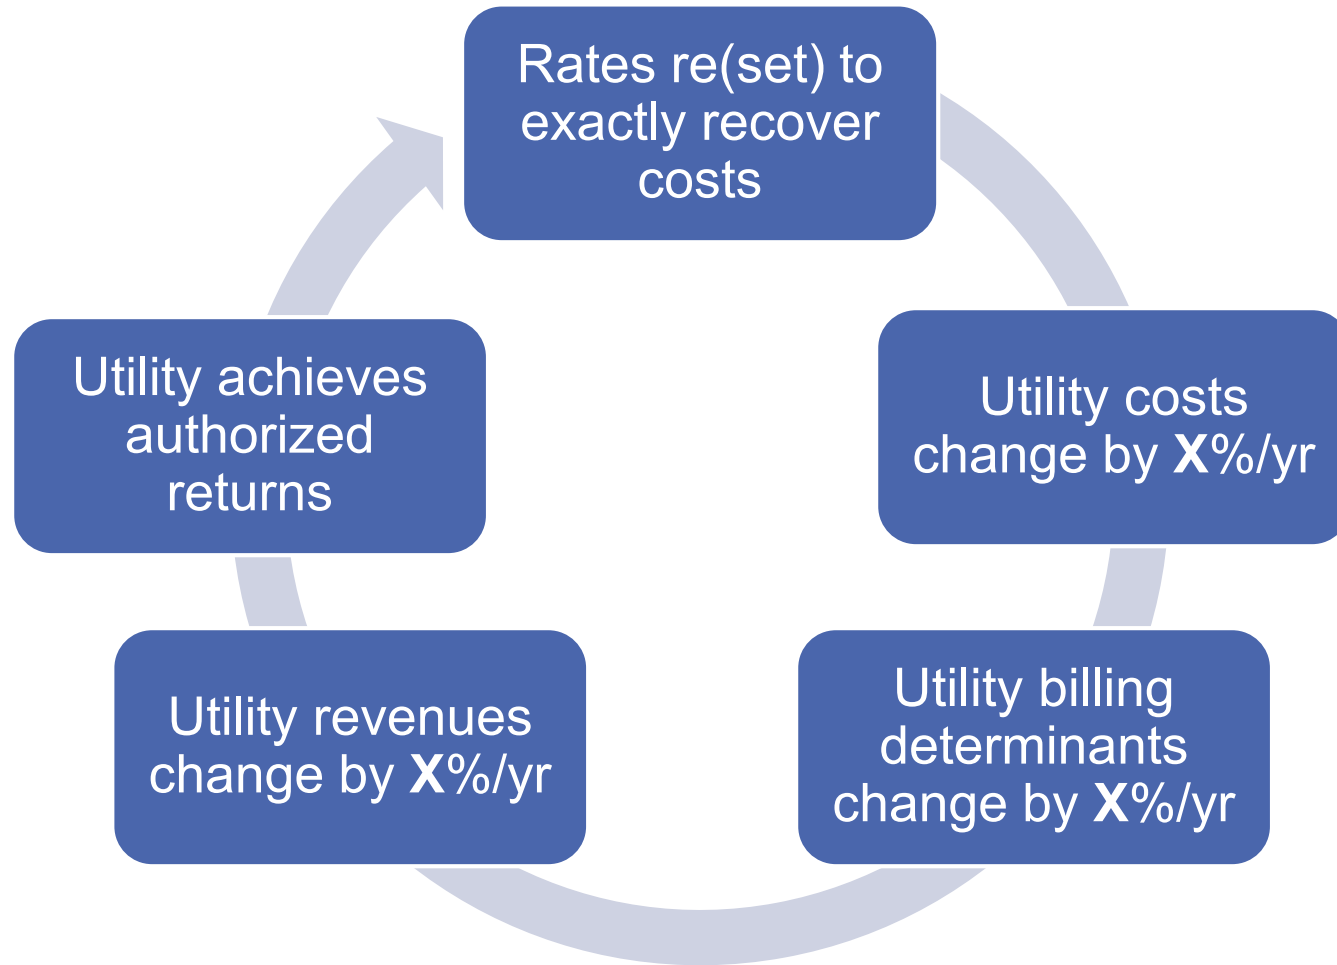 Rates re(set) to
exactly recover
costs
Utility costs
change by X%/yr
Utility billing
determinants
change by X%/yr
Utility revenues
change by X%/yr
Utility achieves
authorized
returns